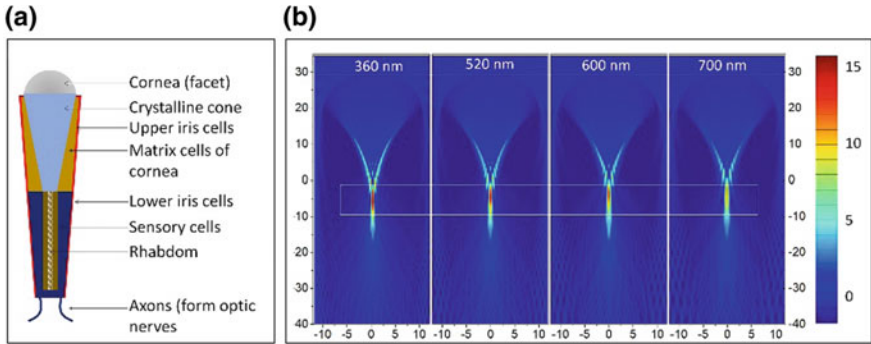 (a)
Cornea (facet)
Crystalline cone
Upper iris cells
Matrix cells of
cornea
Lower iris cells
Sensory cells
Rhabdom
Axons (form optic
nerves
(b)
360 nm 520 nm 600 nm 700 nm
30 30 15
20 20
10 10 10
0 0
-10 -10 5
-20 -20
-30 -30 0
-40 -40
-10 -5 0 5 10 -10 -5 0 5 10 -10 -5 0 5 10 -10 -5 0 5 10